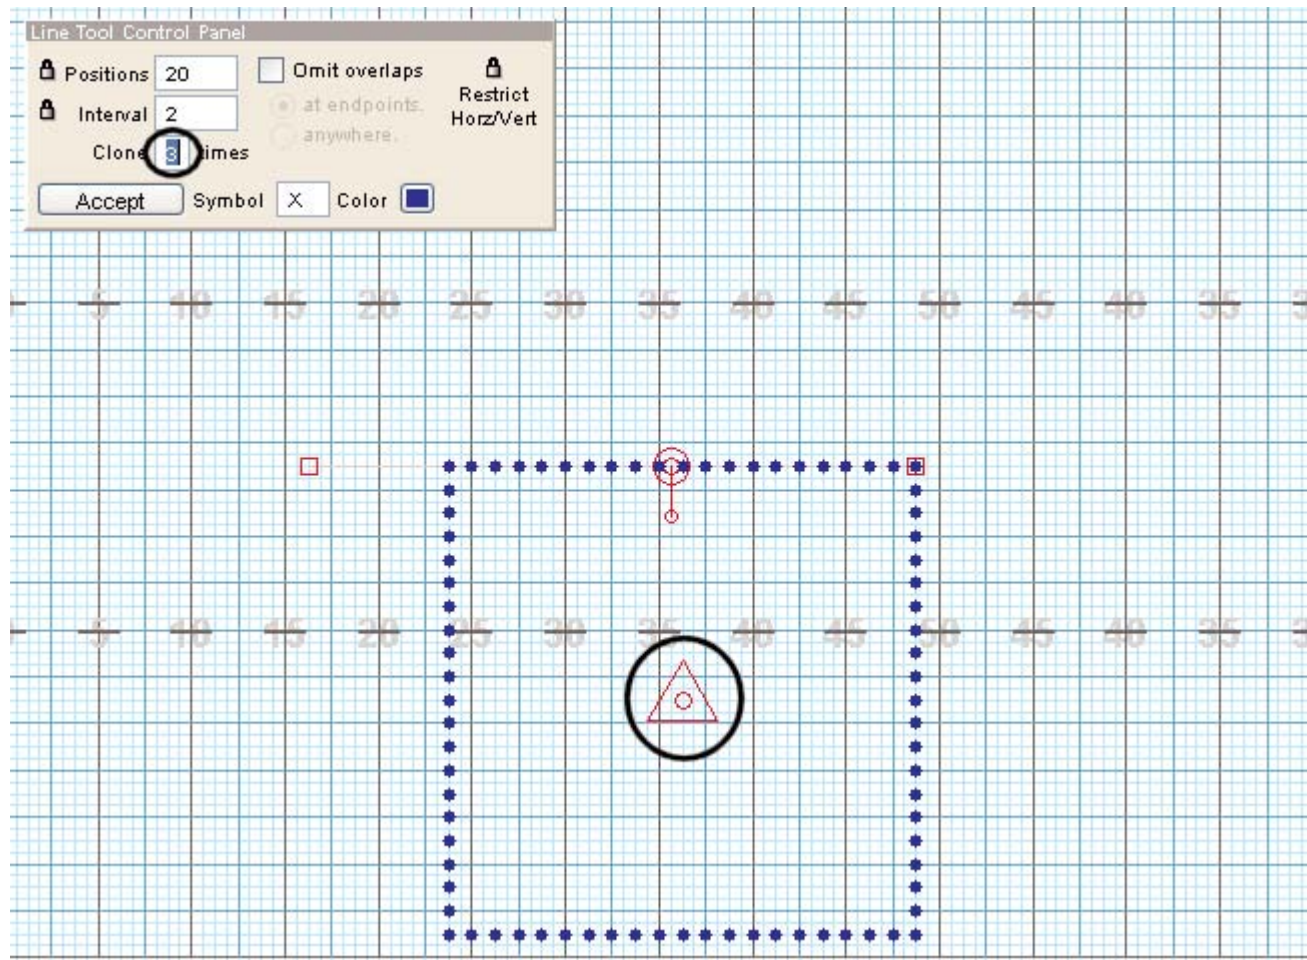 Line Tool Control Panel
Positions 20
Omit overlaps
Interval 2
at endpoints.
Restrict
Horz/Vert
anywhere.
Clone 3 times
Accept Symbol X Color
5 10 15 20 25 30 35 40 45 50 45 40 35
5 10 15 20 25 30 35 40 45 50 45 40 35